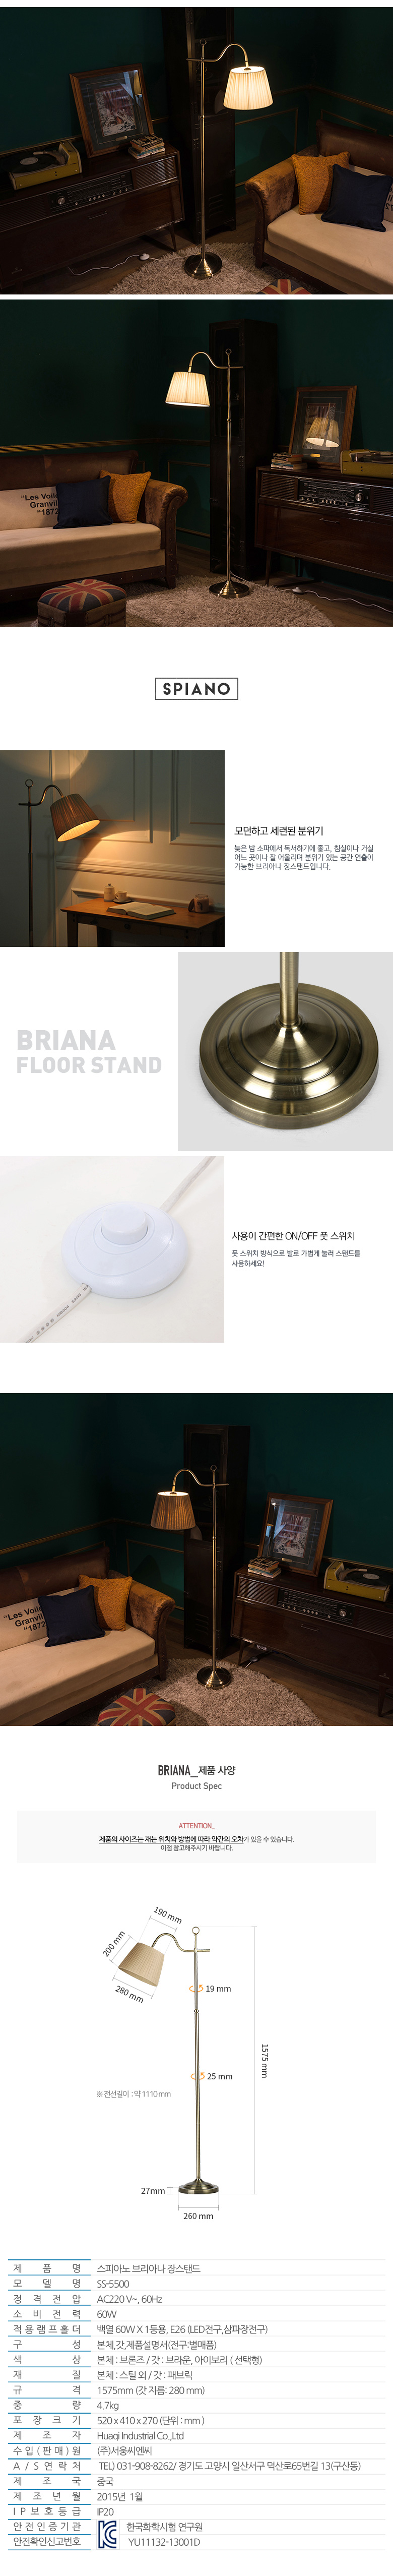 "Les Voiles
Granvill
"1872
SPIANO
모던하고 세련된 분위기
늦은 밤 소파에서 독서하기에 좋고, 침실이나 거실
어느 곳이나 잘 어울리며 분위기 있는 공간 연출이
가능한 브리아나 장스탠드입니다.
BRIANA
FLOOR STAND
사용이 간편한 ON/OFF 풋 스위치
풋 스위치 방식으로 발로 가볍게 눌러 스탠드를
사용하세요!
"Les Voile
Granvil
"1
BRIANA_제품 사양
Product Spec
ATTENTION_
제품의 사이즈는 재는 위치와 방법에 따라 약간의 오차가 있을 수 있습니다.
이점 참고해주시기 바랍니다.
190 mm
200 mm
280 mm
19 mm
1575 mm
25 mm
※ 전선길이 : 약 1110 mm
27mm
260 mm
제 품 명 스피아노 브리아나 장스탠드
모 델 명 SS-5500
정 격 전 압 AC220 V~, 60Hz
소 비 전 력 60W
적용램프홀더 백열 60W X 1등용, E26 (LED전구,삼파장전구)
구 성 본체,갓,제품설명서(전구:별매품)
색 상 본체 : 브론즈 / 갓 : 브라운, 아이보리 ( 선택형)
재 질 본체 : 스틸 외 / 갓 : 패브릭
규 격 1575mm (갓 지름: 280 mm)
중 량 4.7kg
포 장 크 기 520 x 410 x 270 (단위 : mm )
제 조 자 Huaqi Industrial Co.,Ltd
수입(판매)원 (주)서웅씨엔씨
A/S연락처 TEL) 031-908-8262/ 경기도 고양시 일산서구 덕산로65번길 13(구산동)
제 조 국 중국
제 조 년 월 2015년 1월
IP보호등급 IP20
안전인증기관 한국화학시험 연구원
안전확인신고번호 YU11132-13001D